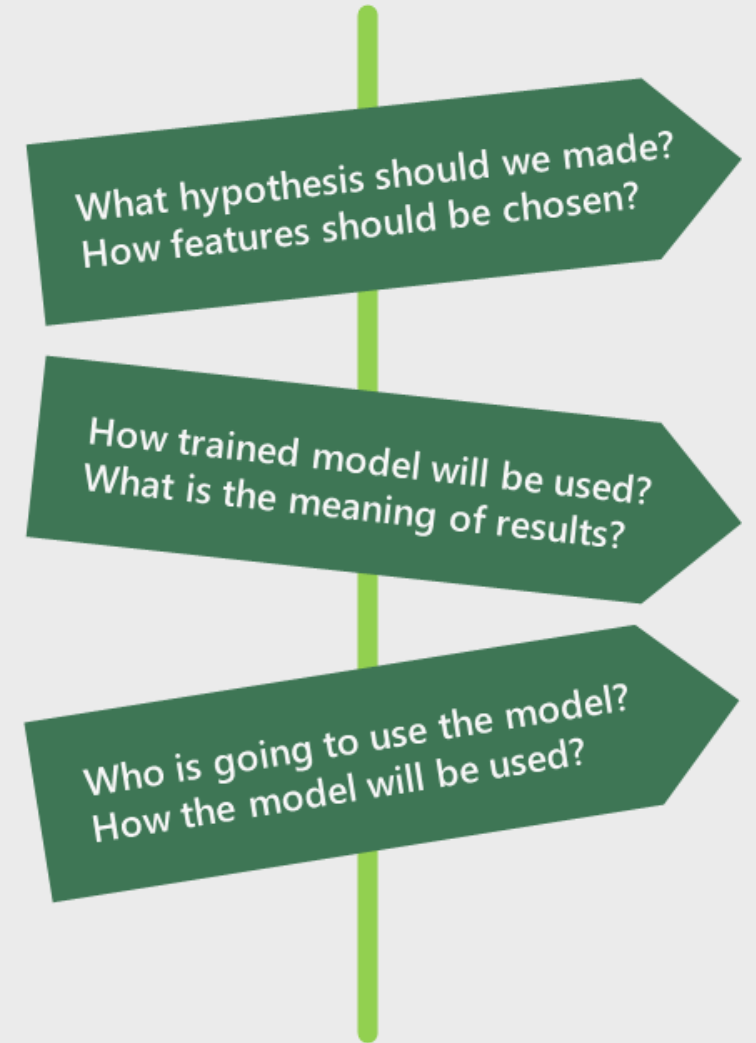 What hypothesis should we made?
How features should be chosen?
How trained model will be used?
What is the meaning of results?
Who is going to use the model?
How the model will be used?